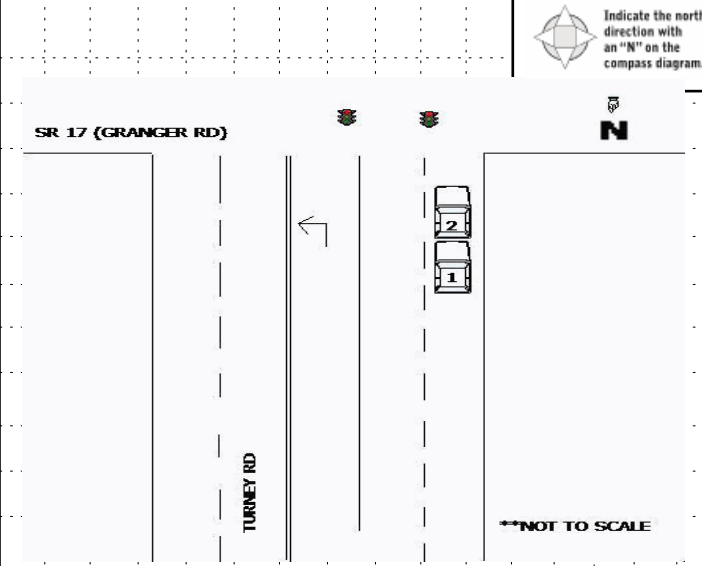 Indicate the north
direction with
an "N" on the
compass diagram.
SR 17 (GRANGER RD)
N
2
1
TURNEY RD
**NOT TO SCALE